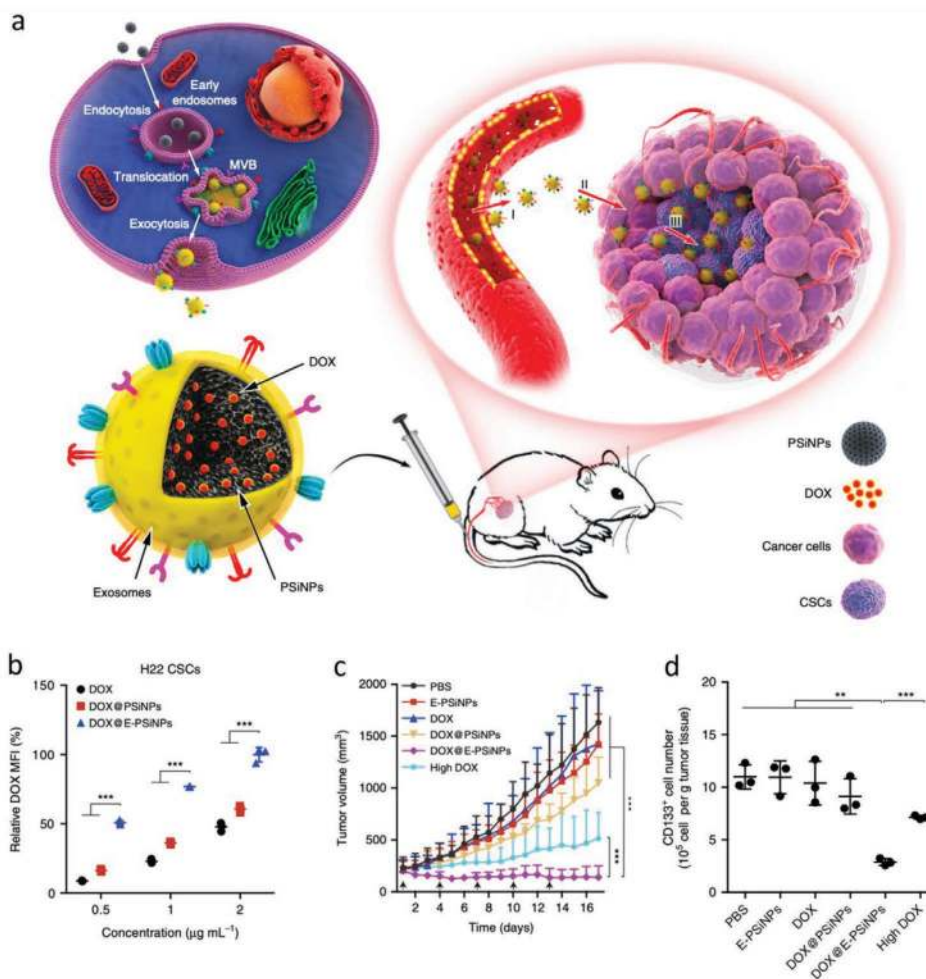 a
Endocytosis
Early
endosomes
Translocation
MVB
Exocytosis
I
II
III
DOX
Exosomes
PSiNPs
PSiNPs
DOX
Cancer cells
CSCs
b
H22 CSCs
DOX
DOX@PSiNPs
DOX@E-PSiNPs
Relative DOX MFI (%)
150
100
50
0
***
***
***
0.5
1
2
Concentration (µg mL⁻¹)
c
PBS
E-PSiNPs
DOX
DOX@PSiNPs
DOX@E-PSiNPs
High DOX
Tumor volume (mm³)
2000
1500
1000
500
0
***
***
2
4
6
8
10
12
14
16
Time (days)
d
**
***
CD133⁺ cell number
(10⁵ cell per g tumor tissue)
15
10
5
0
PBS
E-PSiNPs
DOX
DOX@PSiNPs
DOX@E-PSiNPs
High DOX